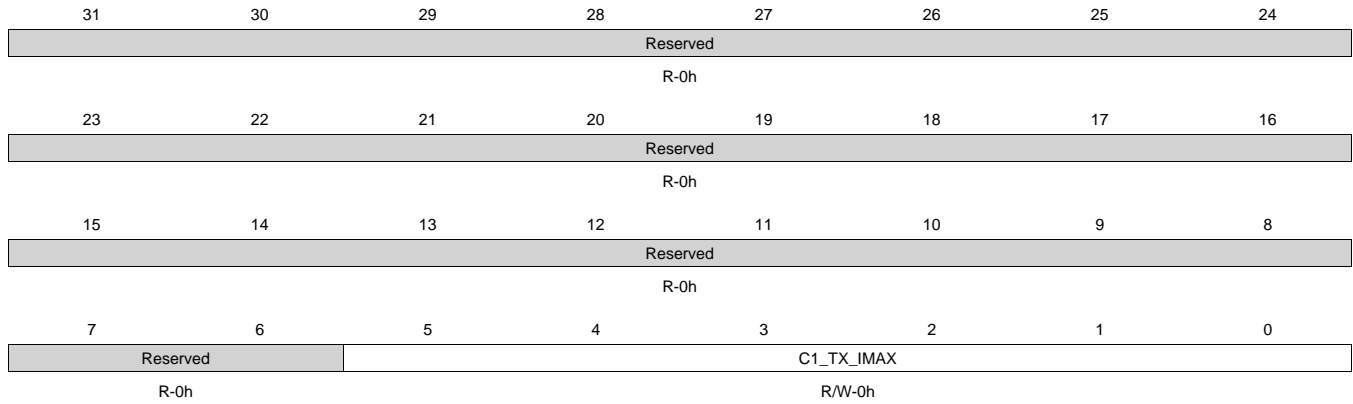 31 30 29 28 27 26 25 24
Reserved
R-0h
23 22 21 20 19 18 17 16
Reserved
R-0h
15 14 13 12 11 10 9 8
Reserved
R-0h
7 6 5 4 3 2 1 0
Reserved C1_TX_IMAX
R-0h R/W-0h